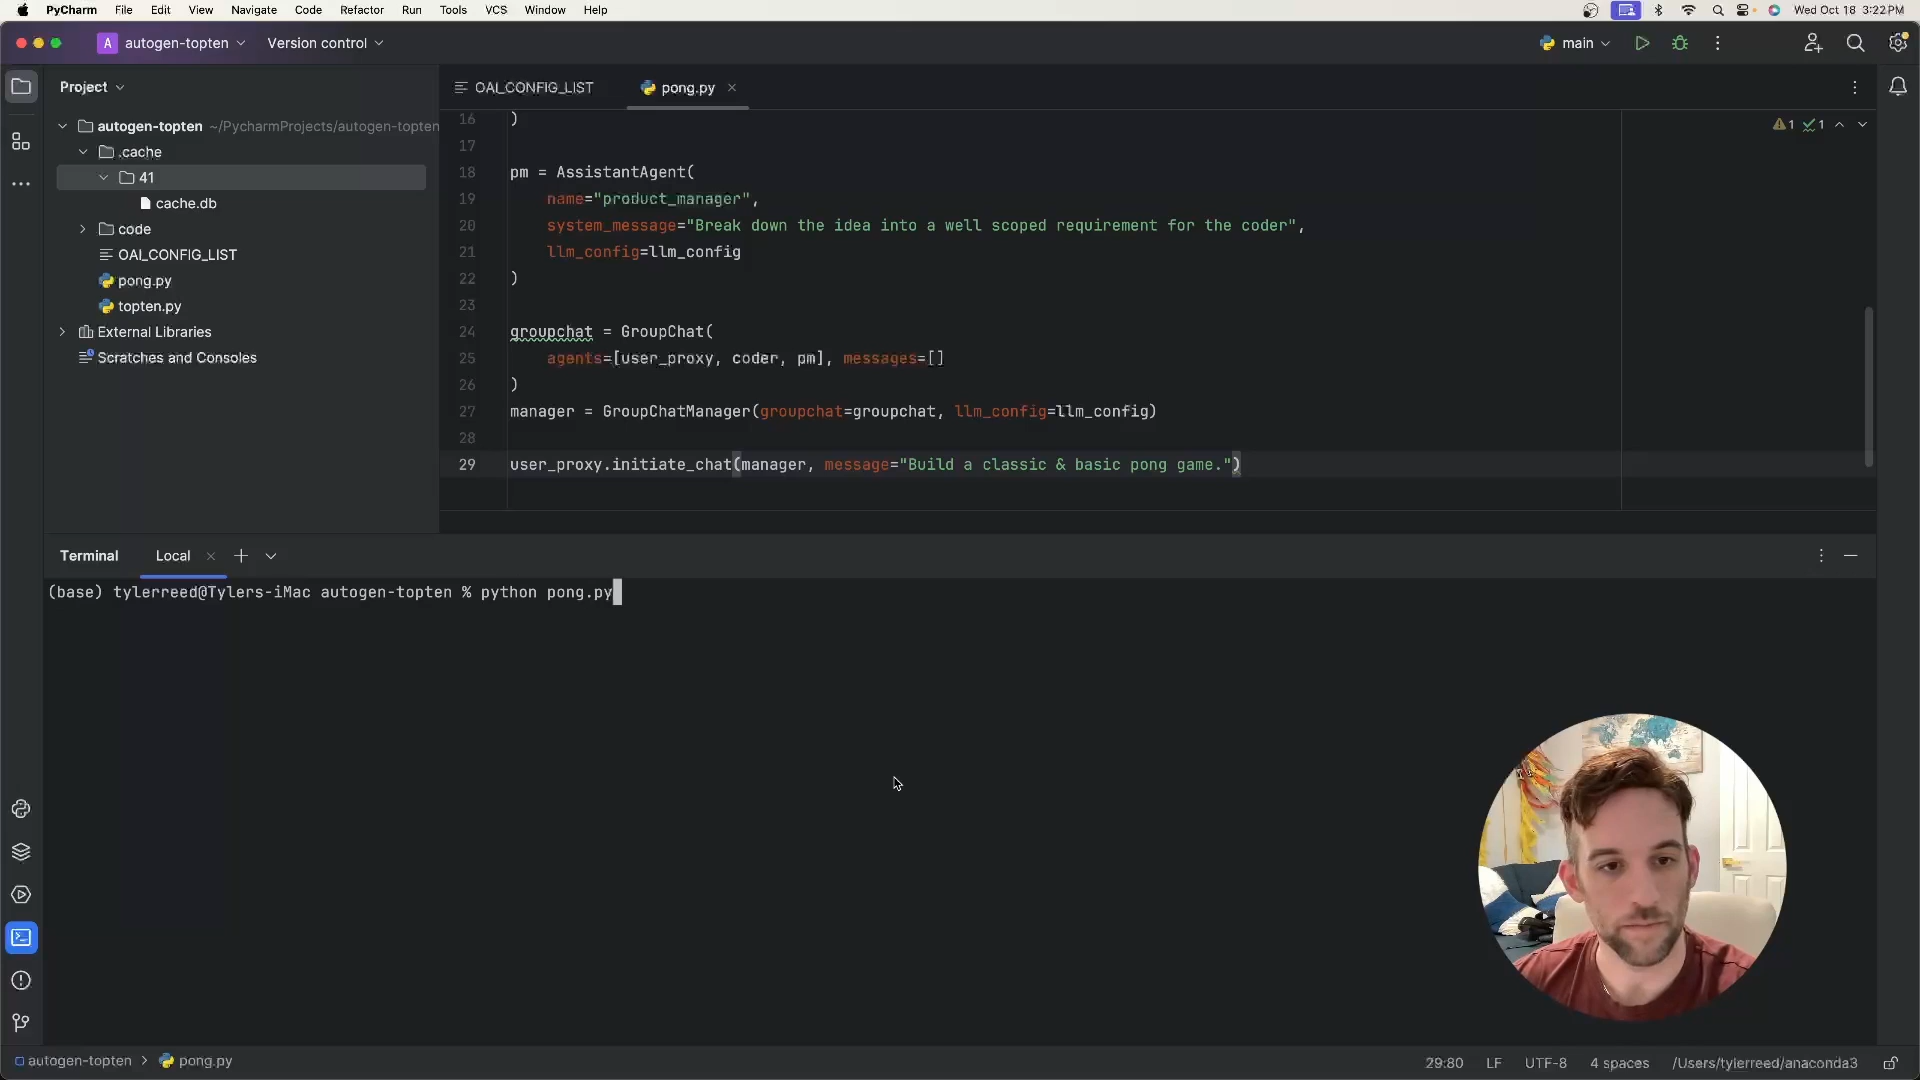 PyCharm File Edit View Navigate Code Refactor Run Tools VCS Window Help Wed Oct 18 3:22 PM
A autogen-topten Version control main
Project
OAI_CONFIG_LIST pong.py
autogen-topten ~/PycharmProjects/autogen-topten
.cache
41
cache.db
code
OAI_CONFIG_LIST
pong.py
topten.py
External Libraries
Scratches and Consoles
1 1
16 )
17
18 pm = AssistantAgent(
19 name="product_manager",
20 system_message="Break down the idea into a well scoped requirement for the coder",
21 llm_config=llm_config
22 )
23
24 groupchat = GroupChat(
25 agents=[user_proxy, coder, pm], messages=[]
26 )
27 manager = GroupChatManager(groupchat=groupchat, llm_config=llm_config)
28
29 user_proxy.initiate_chat(manager, message="Build a classic & basic pong game.")
Terminal Local
(base) tylerreed@Tylers-iMac autogen-topten % python pong.py
autogen-topten > pong.py
29:80 LF UTF-8 4 spaces /Users/tylerreed/anaconda3